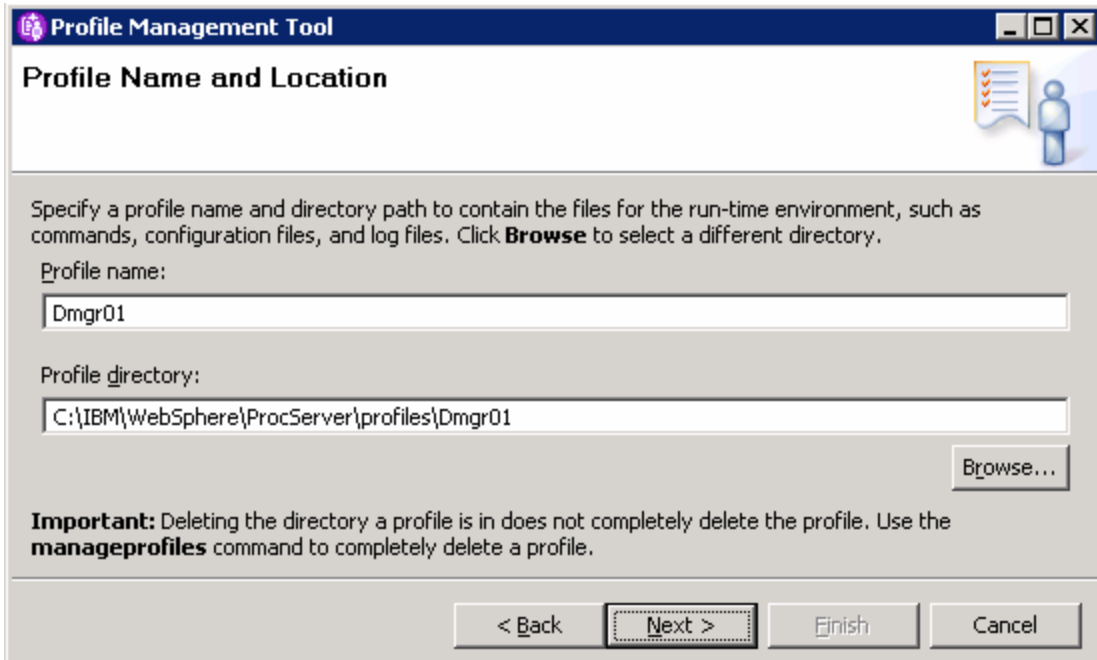 Profile Management Tool
Profile Name and Location
Specify a profile name and directory path to contain the files for the run-time environment, such as
commands, configuration files, and log files. Click Browse to select a different directory.
Profile name:
Dmgr01
Profile directory:
C:\IBM\WebSphere\ProcServer\profiles\Dmgr01
Browse...
Important: Deleting the directory a profile is in does not completely delete the profile. Use the
manageprofiles command to completely delete a profile.
< Back Next > Finish Cancel